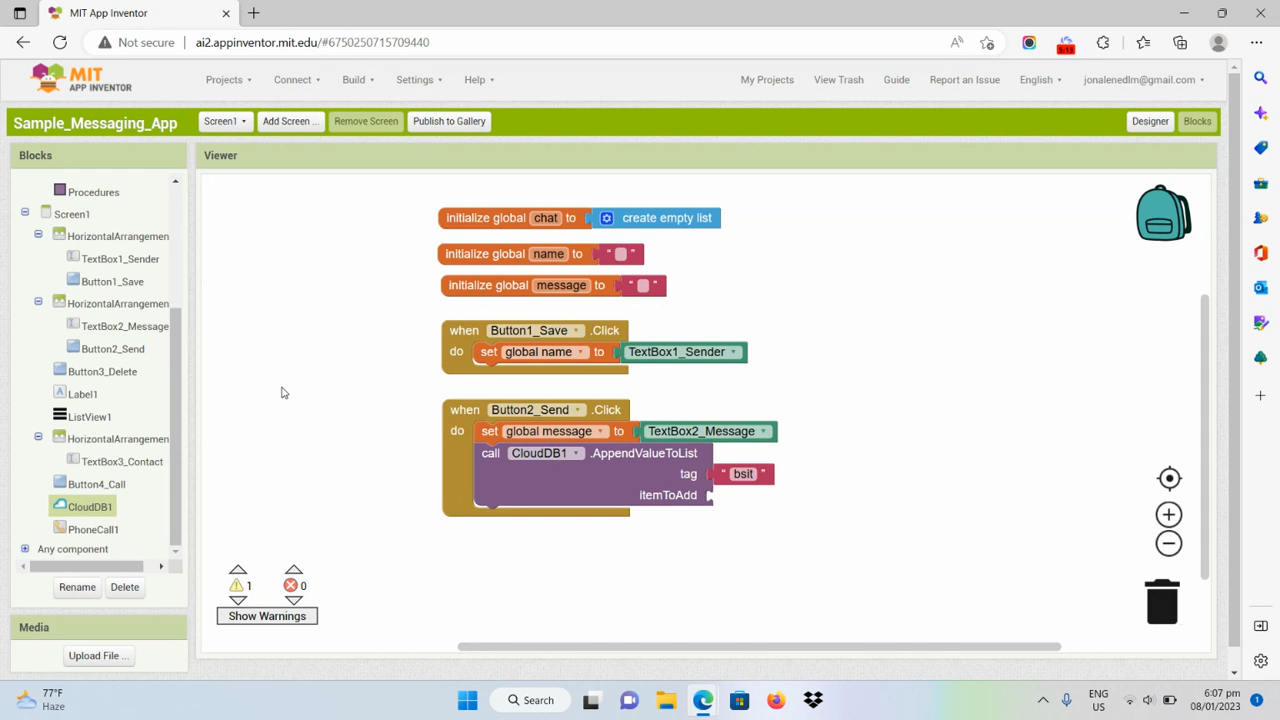 MIT App Inventor
Not secure
ai2.appinventor.mit.edu/#6750250715709440
5:15
MIT
APP INVENTOR
Projects
Connect
Build
Settings
Help
My Projects
View Trash
Guide
Report an Issue
English
jonalenedlm@gmail.com
Sample_Messaging_App
Screen1
Add Screen ...
Remove Screen
Publish to Gallery
Designer
Blocks
Blocks
Viewer
Procedures
Screen1
HorizontalArrangemen
TextBox1_Sender
Button1_Save
HorizontalArrangemen
TextBox2_Message
Button2_Send
Button3_Delete
Label1
ListView1
HorizontalArrangemen
TextBox3_Contact
Button4_Call
CloudDB1
PhoneCall1
Any component
Rename
Delete
Media
Upload File ...
initialize global chat to create empty list
initialize global name to " "
initialize global message to " "
when Button1_Save .Click
do set global name to TextBox1_Sender
when Button2_Send .Click
do set global message to TextBox2_Message
call CloudDB1 .AppendValueToList
tag " bsit "
itemToAdd
1
0
Show Warnings
77°F
Haze
Search
ENG
US
6:07 pm
08/01/2023
1